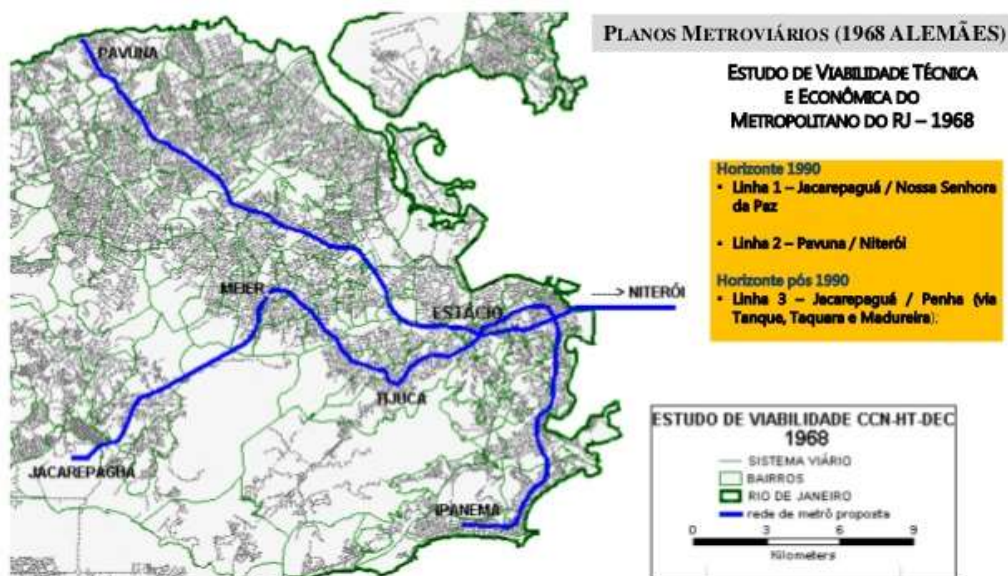 PLANOS METROVIÁRIOS (1968 ALEMÃES)
ESTUDO DE VIABILIDADE TÉCNICA
E ECONÔMICA DO
METROPOLITANO DO RJ – 1968
Horizonte 1990
• Linha 1 – Jacarepaguá / Nossa Senhora
da Paz
• Linha 2 – Pavuna / Niterói
Horizonte pós 1990
• Linha 3 – Jacarepaguá / Penha (via
Tanque, Taquara e Madureira):
PAVUNA
MEIER
ESTÁCIO
----> NITERÓI
TIJUCA
JACAREPAGUA
IPANEMA
ESTUDO DE VIABILIDADE CCN-HT-DEC
1968
SISTEMA VIÁRIO
BAIRROS
RIO DE JANEIRO
rede de metrô proposta
0 3 6 9
Kilometers